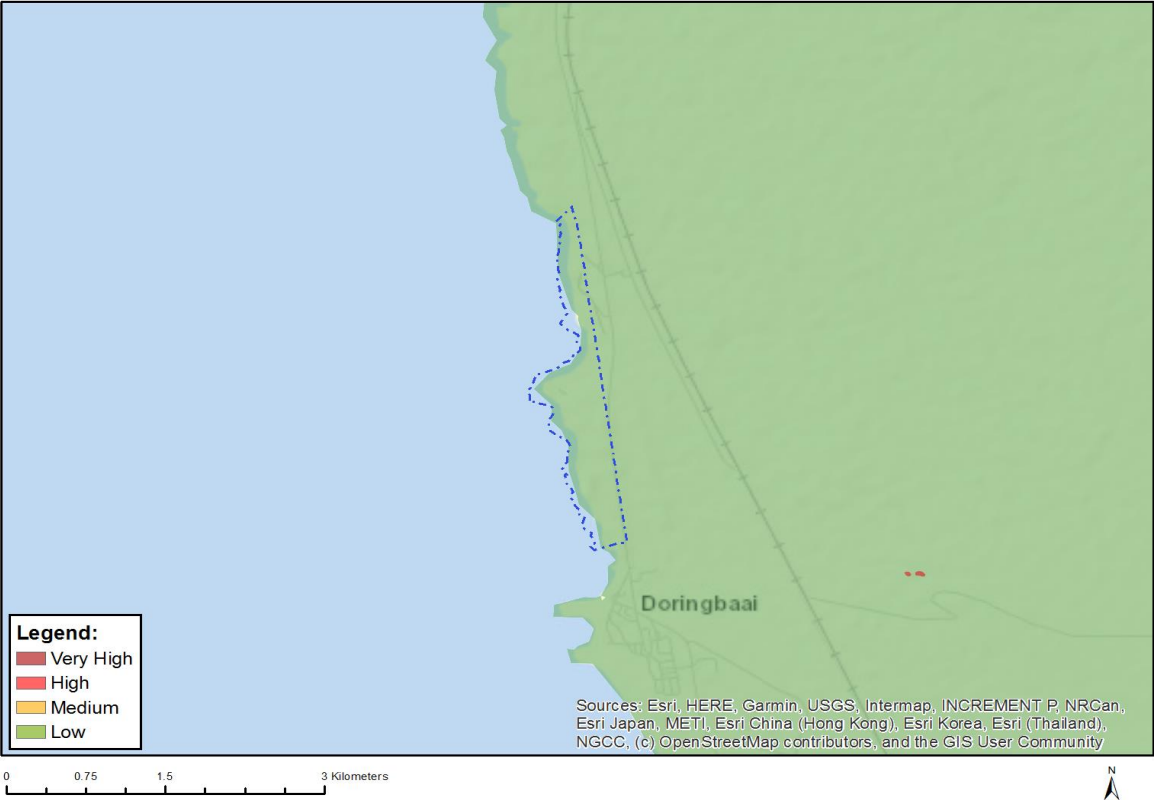 Doringbaai
Legend:
Very High
High
Medium
Low
Sources: Esri, HERE, Garmin, USGS, Intermap, INCREMENT P, NRCan,
Esri Japan, METI, Esri China (Hong Kong), Esri Korea, Esri (Thailand),
NGCC, (c) OpenStreetMap contributors, and the GIS User Community
0 0.75 1.5 3 Kilometers
N